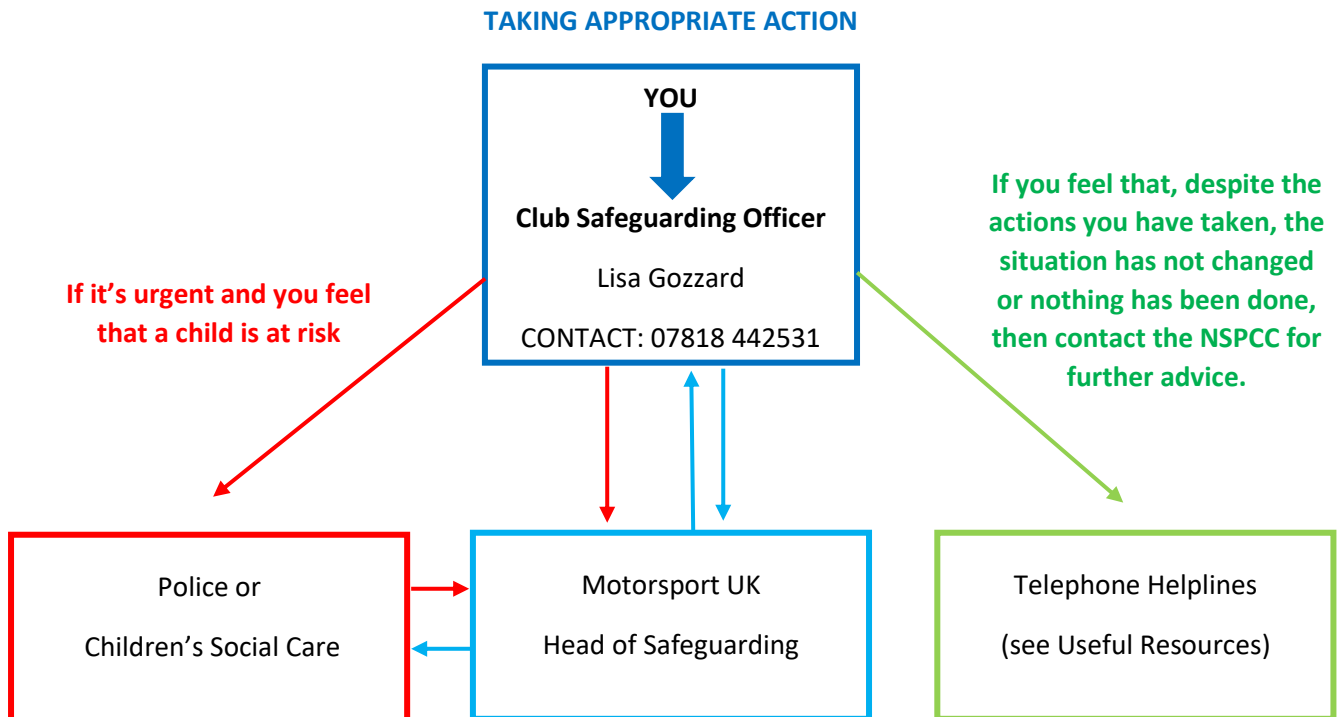 TAKING APPROPRIATE ACTION
YOU
Club Safeguarding Officer
Lisa Gozzard
CONTACT: 07818 442531
If it’s urgent and you feel
that a child is at risk
If you feel that, despite the
actions you have taken, the
situation has not changed
or nothing has been done,
then contact the NSPCC for
further advice.
Police or
Children’s Social Care
Motorsport UK
Head of Safeguarding
Telephone Helplines
(see Useful Resources)